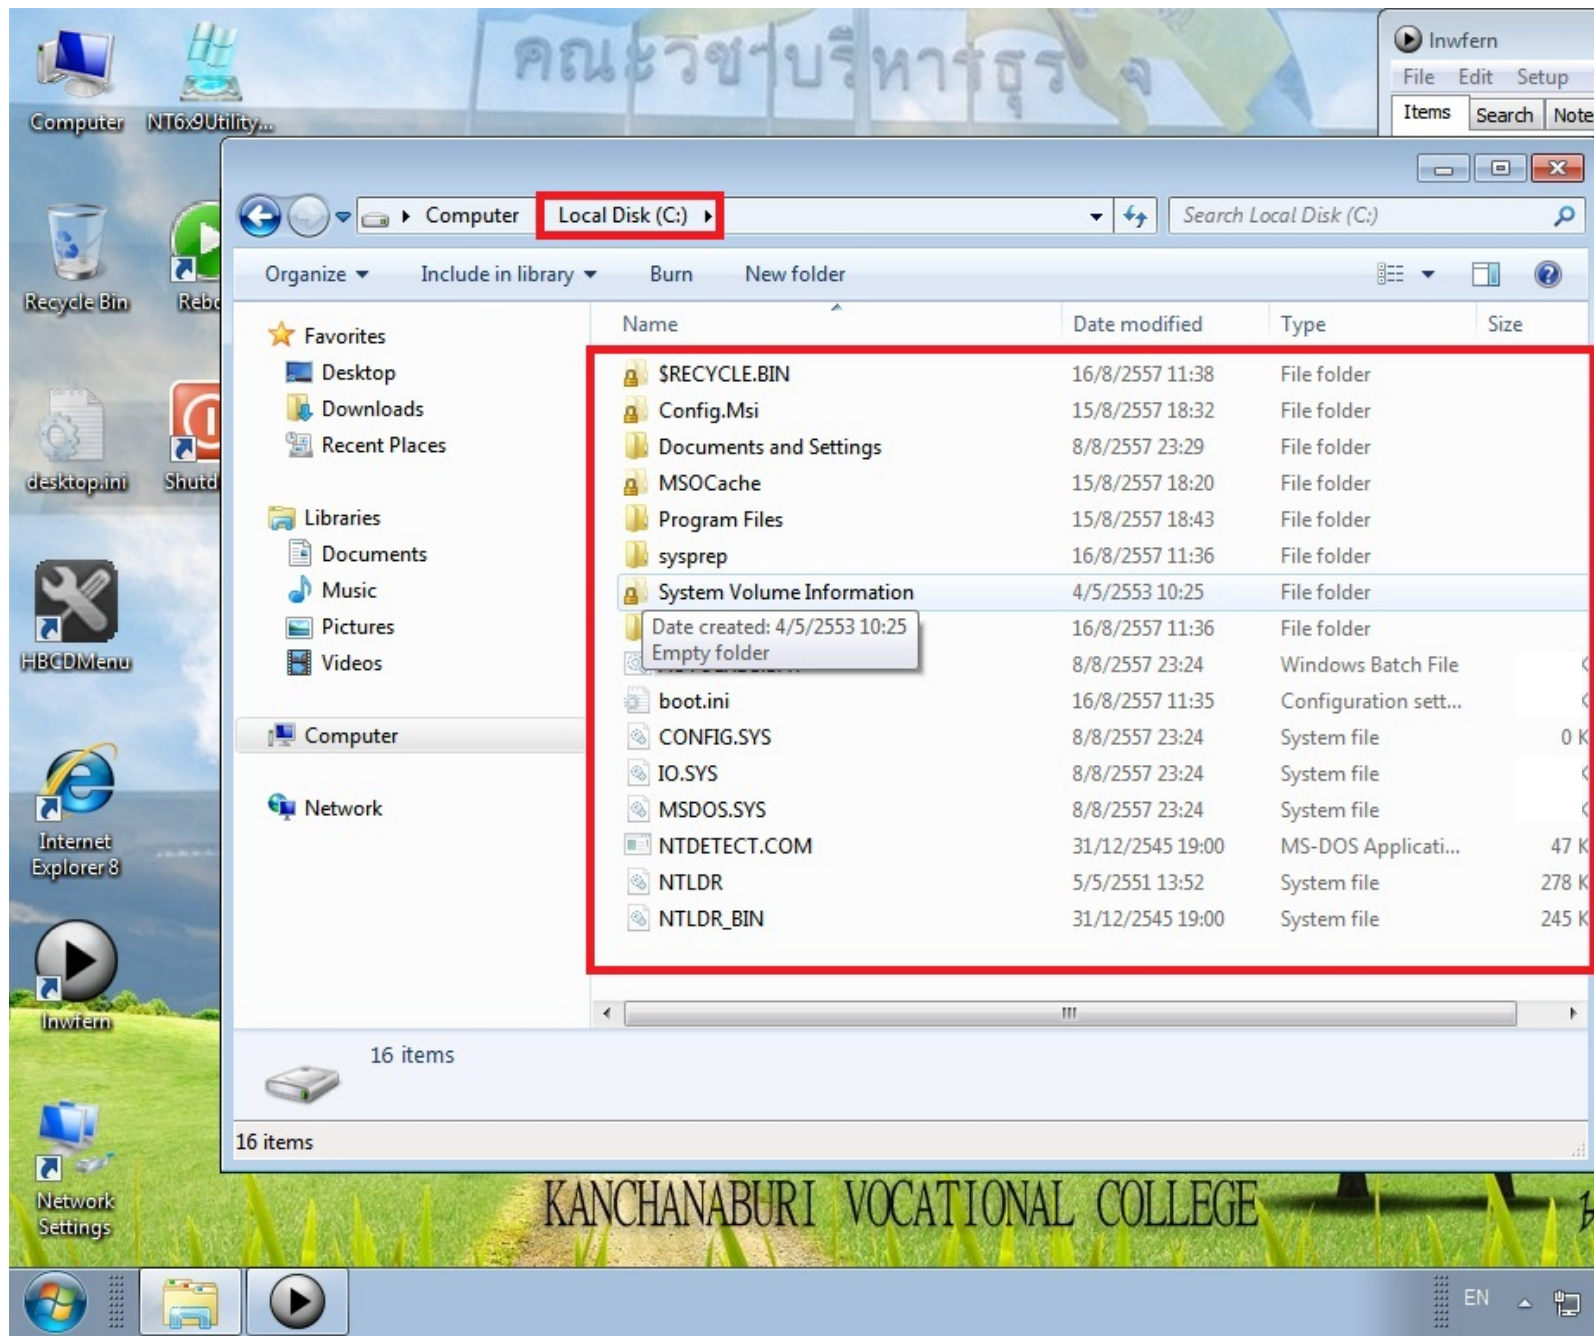 คณะวิชาบริหารธุรกิจ
Inwfern
File Edit Setup
Items Search Note
Computer
NT6x9Utility...
Computer Local Disk (C:)
Search Local Disk (C:)
Organize Include in library Burn New folder
Recycle Bin
Rebo
Name Date modified Type Size
Favorites
Desktop
Downloads
Recent Places
Libraries
Documents
Music
Pictures
Videos
Computer
Network
$RECYCLE.BIN 16/8/2557 11:38 File folder
Config.Msi 15/8/2557 18:32 File folder
Documents and Settings 8/8/2557 23:29 File folder
MSOCache 15/8/2557 18:20 File folder
Program Files 15/8/2557 18:43 File folder
sysprep 16/8/2557 11:36 File folder
System Volume Information 4/5/2553 10:25 File folder
Date created: 4/5/2553 10:25
Empty folder
16/8/2557 11:36 File folder
8/8/2557 23:24 Windows Batch File
boot.ini 16/8/2557 11:35 Configuration sett...
CONFIG.SYS 8/8/2557 23:24 System file 0 K
IO.SYS 8/8/2557 23:24 System file
MSDOS.SYS 8/8/2557 23:24 System file
NTDETECT.COM 31/12/2545 19:00 MS-DOS Applicati... 47 K
NTLDR 5/5/2551 13:52 System file 278 K
NTLDR_BIN 31/12/2545 19:00 System file 245 K
desktop.ini
Shutd
HBCDMenu
Internet
Explorer 8
Inwfern
Network
Settings
16 items
16 items
KANCHANABURI VOCATIONAL COLLEGE
EN